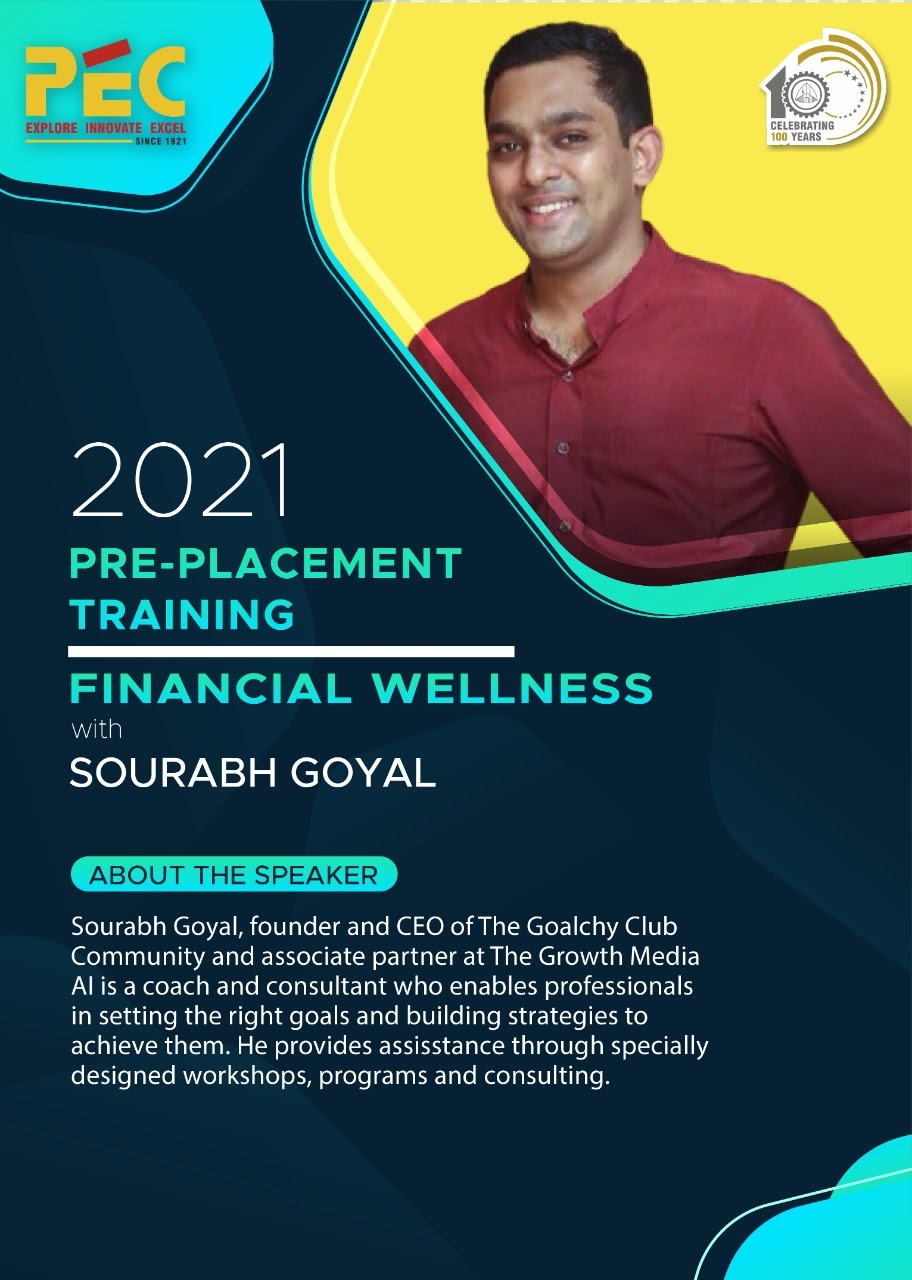 PEC
EXPLORE INNOVATE EXCEL
SINCE 1921
100
CELEBRATING
100 YEARS
2021
PRE-PLACEMENT
TRAINING
FINANCIAL WELLNESS
with
SOURABH GOYAL
ABOUT THE SPEAKER
Sourabh Goyal, founder and CEO of The Goalchy Club
Community and associate partner at The Growth Media
AI is a coach and consultant who enables professionals
in setting the right goals and building strategies to
achieve them. He provides assisstance through specially
designed workshops, programs and consulting.